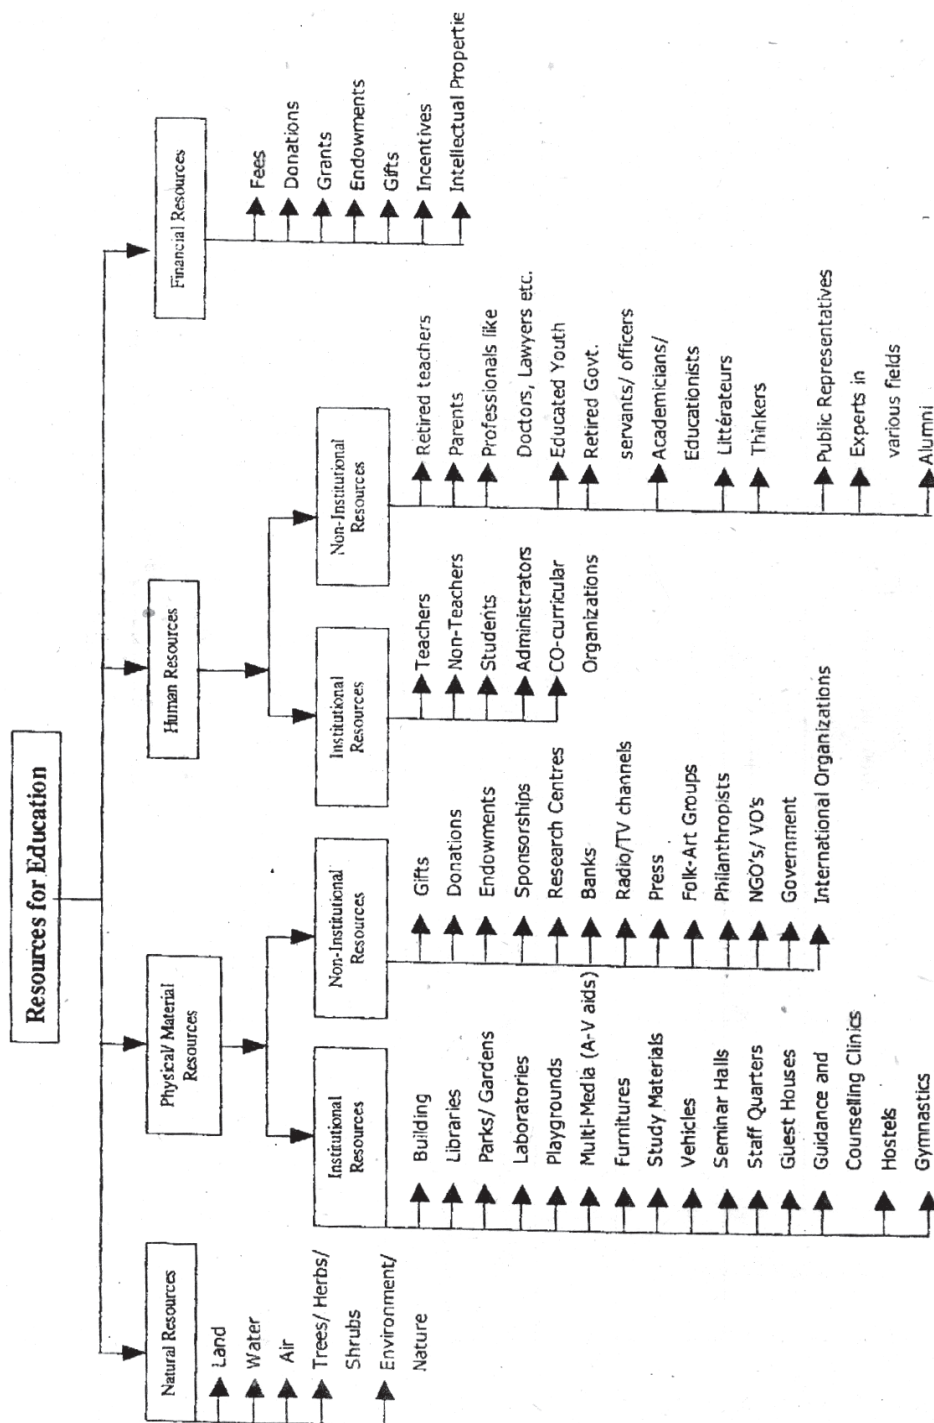 Resources for Education
Natural Resources
Land
Water
Air
Trees/ Herbs/
Shrubs
Environment/
Nature
Physical/ Material
Resources
Institutional
Resources
Building
Libraries
Parks/ Gardens
Laboratories
Playgrounds
Multi-Media (A-V aids)
Furnitures
Study Materials
Vehicles
Seminar Halls
Staff Quarters
Guest Houses
Guidance and
Counselling Clinics
Hostels
Gymnastics
Non-Institutional
Resources
Gifts
Donations
Endowments
Sponsorships
Research Centres
Banks
Radio/TV channels
Press
Folk-Art Groups
Philanthropists
NGO's/ VO's
Government
International Organizations
Human Resources
Institutional
Resources
Teachers
Non-Teachers
Students
Administrators
CO-curricular
Organizations
Non-Institutional
Resources
Retired teachers
Parents
Professionals like
Doctors, Lawyers etc.
Educated Youth
Retired Govt.
servants/ officers
Academicians/
Educationists
Littérateurs
Thinkers
Public Representatives
Experts in
various fields
Alumni
Financial Resources
Fees
Donations
Grants
Endowments
Gifts
Incentives
Intellectual Propertie